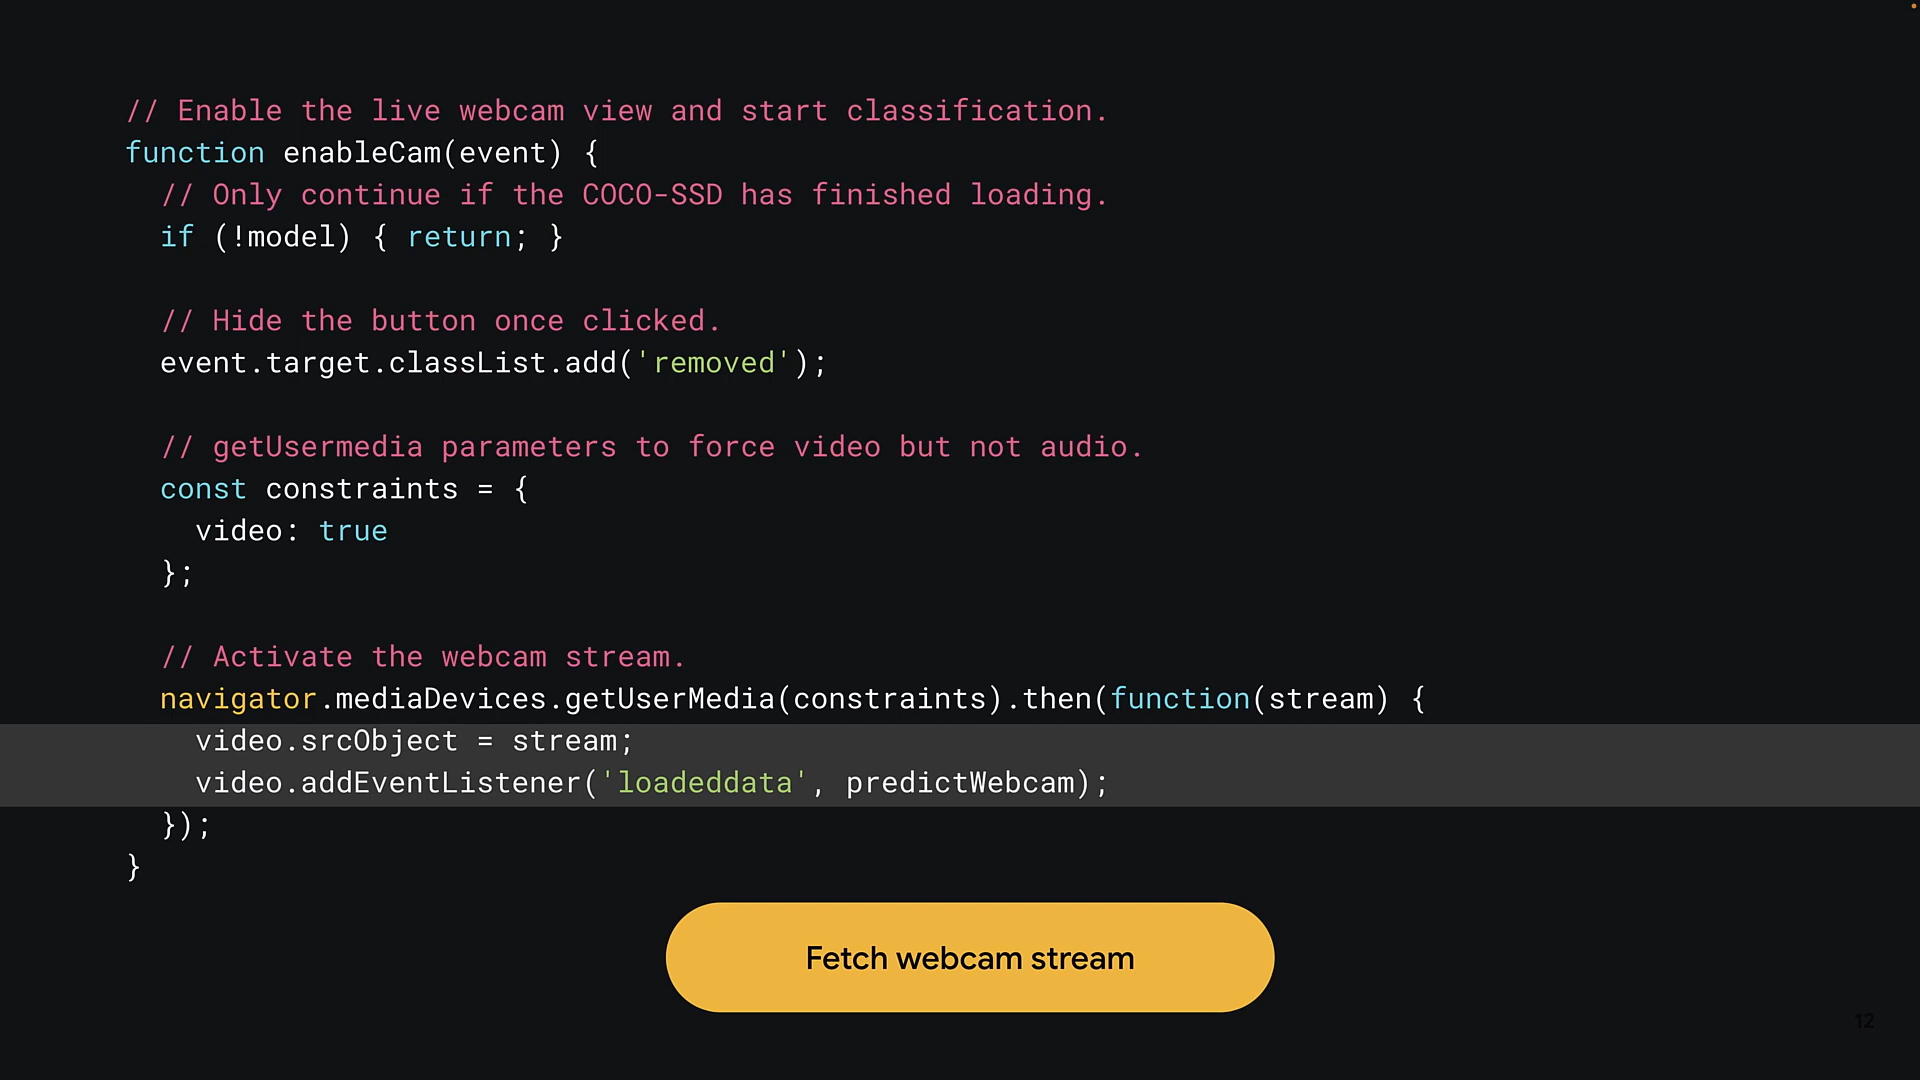 // Enable the live webcam view and start classification.
function enableCam(event) {
  // Only continue if the COCO-SSD has finished loading.
  if (!model) { return; }

  // Hide the button once clicked.
  event.target.classList.add('removed');

  // getUsermedia parameters to force video but not audio.
  const constraints = {
    video: true
  };

  // Activate the webcam stream.
  navigator.mediaDevices.getUserMedia(constraints).then(function(stream) {
    video.srcObject = stream;
    video.addEventListener('loadeddata', predictWebcam);
  });
}
Fetch webcam stream
12